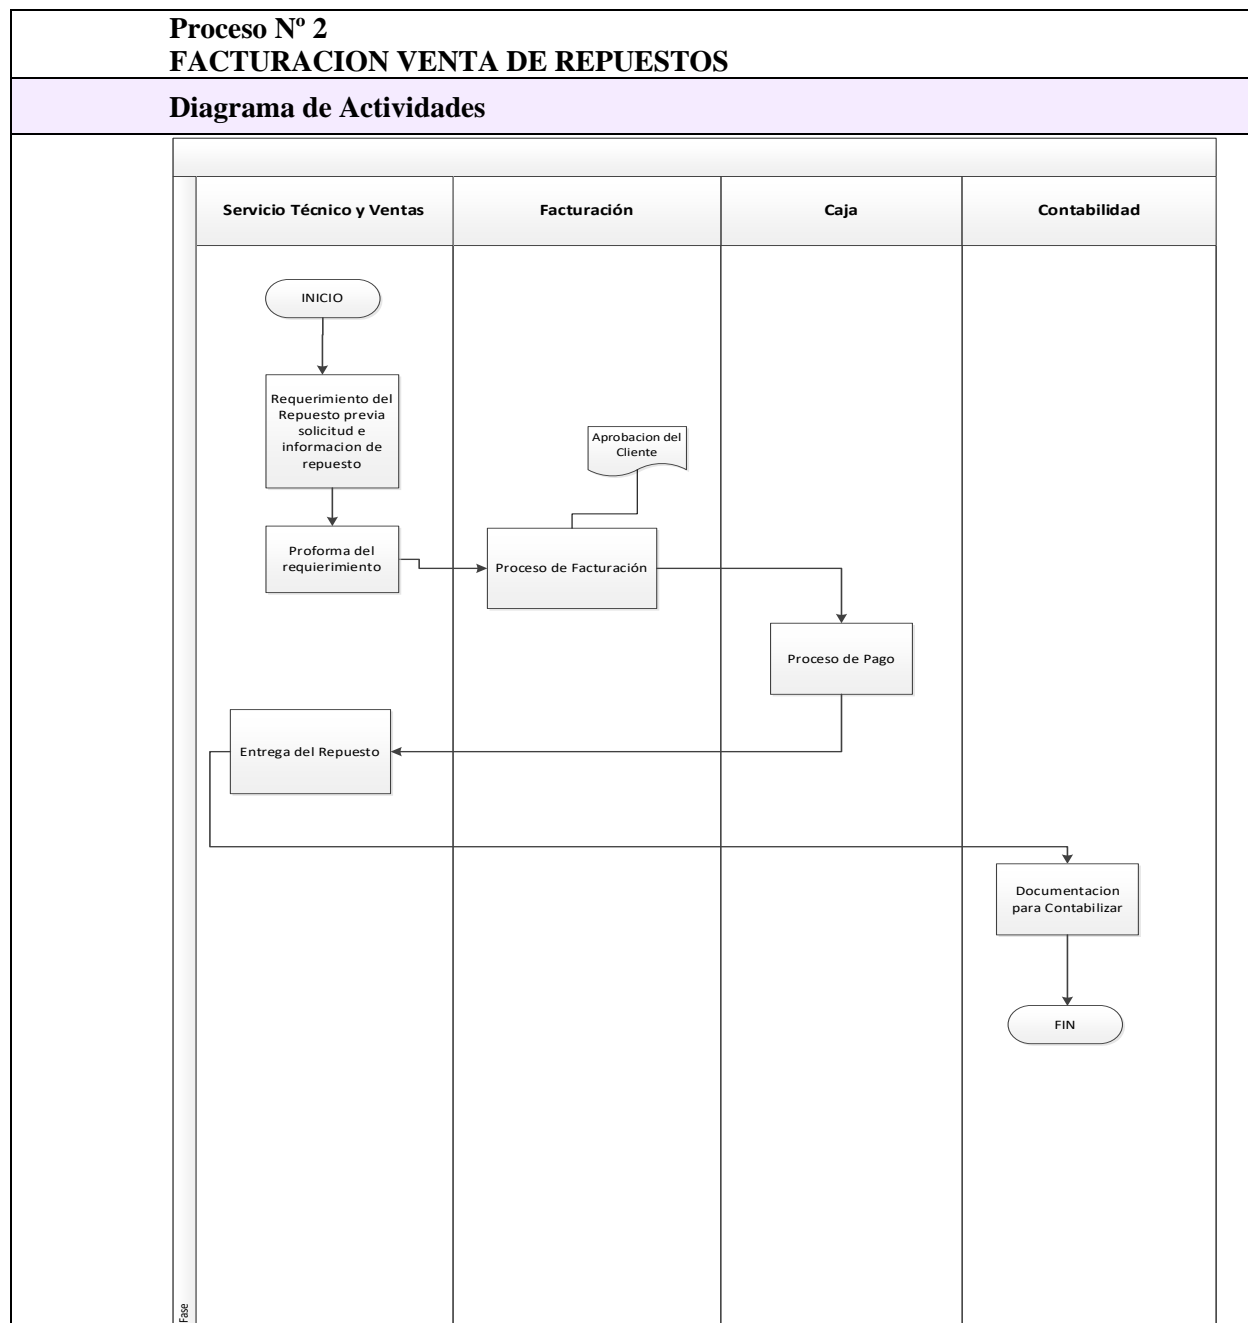 Proceso Nº 2
FACTURACION VENTA DE REPUESTOS
Diagrama de Actividades
Servicio Técnico y Ventas
Facturación
Caja
Contabilidad
INICIO
Requerimiento del
Repuesto previa
solicitud e
informacion de
repuesto
Aprobacion del
Cliente
Proforma del
requierimiento
Proceso de Facturación
Proceso de Pago
Entrega del Repuesto
Documentacion
para Contabilizar
FIN
Fase